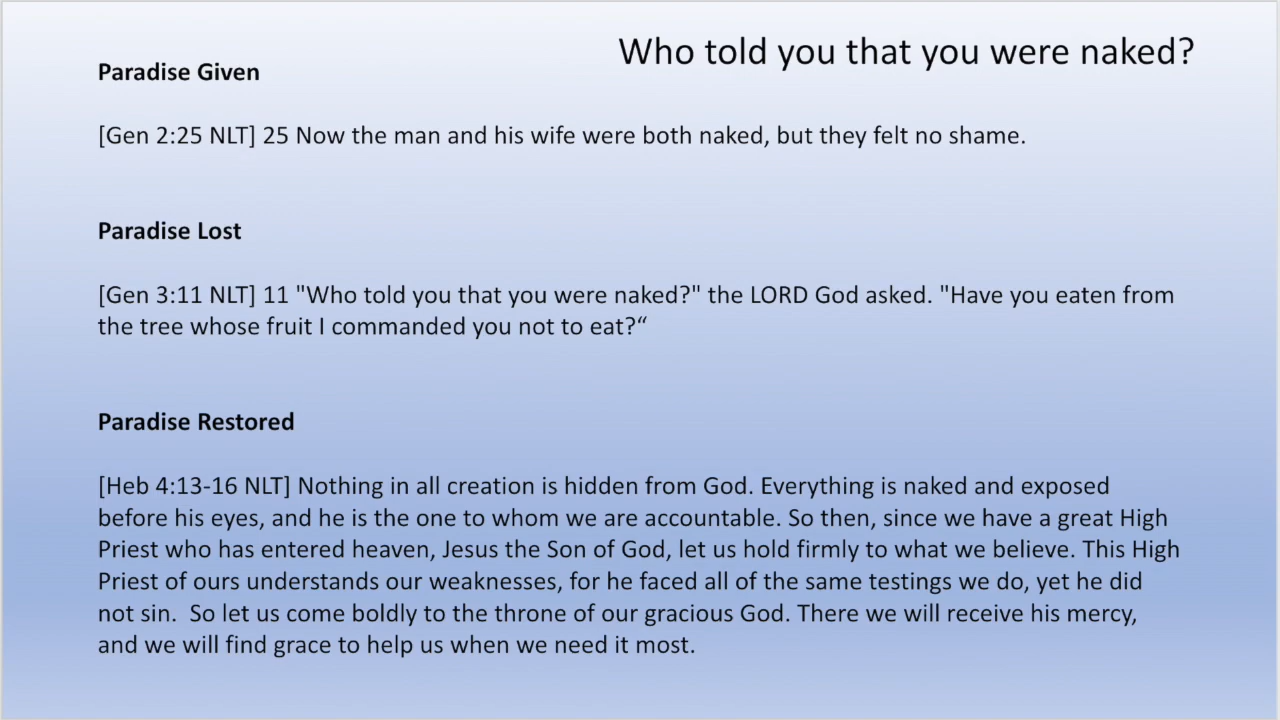 Who told you that you were naked?
Paradise Given
[Gen 2:25 NLT] 25 Now the man and his wife were both naked, but they felt no shame.
Paradise Lost
[Gen 3:11 NLT] 11 "Who told you that you were naked?" the LORD God asked. "Have you eaten from
the tree whose fruit I commanded you not to eat?“
Paradise Restored
[Heb 4:13-16 NLT] Nothing in all creation is hidden from God. Everything is naked and exposed
before his eyes, and he is the one to whom we are accountable. So then, since we have a great High
Priest who has entered heaven, Jesus the Son of God, let us hold firmly to what we believe. This High
Priest of ours understands our weaknesses, for he faced all of the same testings we do, yet he did
not sin.  So let us come boldly to the throne of our gracious God. There we will receive his mercy,
and we will find grace to help us when we need it most.